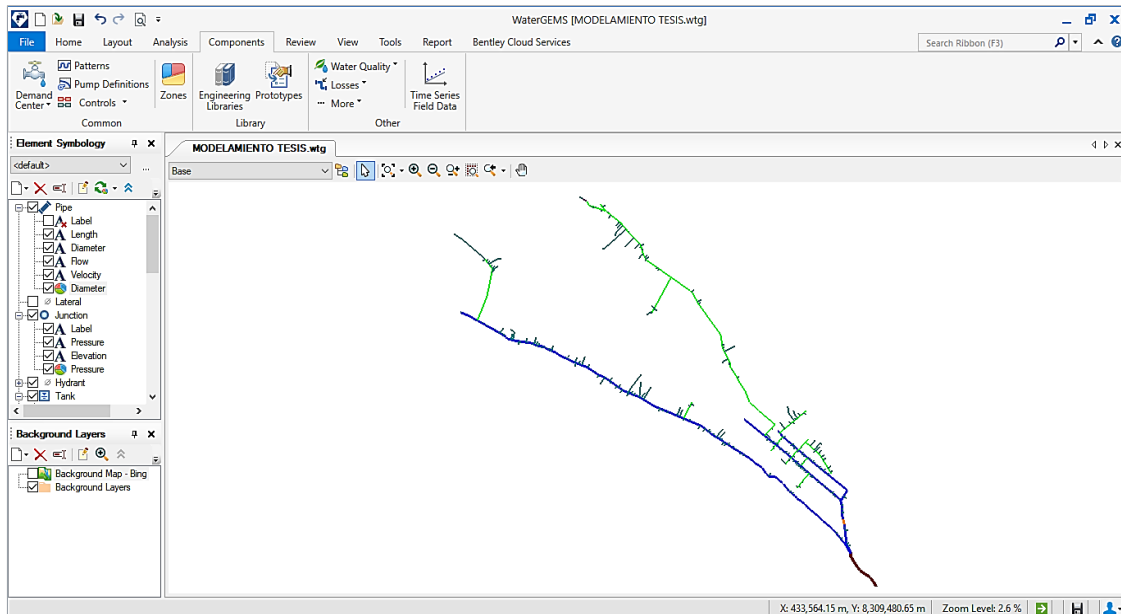 WaterGEMS [MODELAMIENTO TESIS.wtg]
File Home Layout Analysis Components Review View Tools Report Bentley Cloud Services Search Ribbon (F3)
Demand Center
Patterns
Pump Definitions
Controls
Zones
Common
Engineering Libraries
Prototypes
Library
Water Quality
Losses
More
Other
Time Series Field Data
Element Symbology
<default>
...
Pipe
Label
Length
Diameter
Flow
Velocity
Diameter
Lateral
Junction
Label
Pressure
Elevation
Pressure
Hydrant
Tank
Background Layers
Background Map - Bing
Background Layers
MODELAMIENTO TESIS.wtg
Base
X: 433,564.15 m, Y: 8,309,480.65 m Zoom Level: 2.6 %